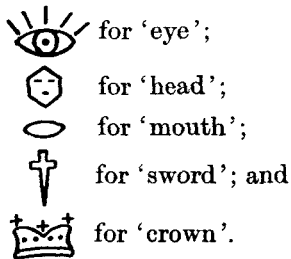 for ‘eye’;
for ‘head’;
for ‘mouth’;
for ‘sword’; and
for ‘crown’.